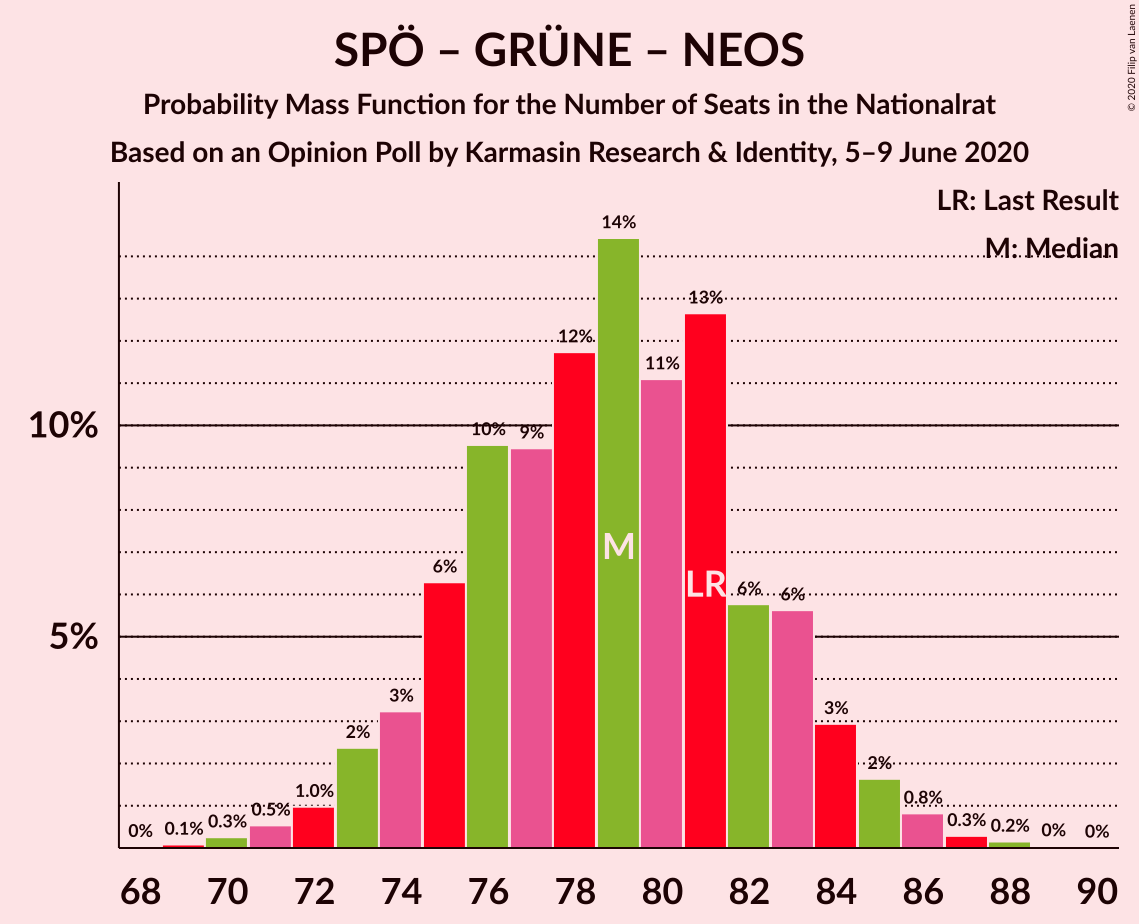 SPÖ – GRÜNE – NEOS
Probability Mass Function for the Number of Seats in the Nationalrat
Based on an Opinion Poll by Karmasin Research & Identity, 5–9 June 2020
© 2020 Filip van Laenen
LR: Last Result
M: Median
10%
5%
0%
0.1%
0.3%
0.5%
1.0%
2%
3%
6%
10%
9%
12%
14%
11%
13%
6%
6%
3%
2%
0.8%
0.3%
0.2%
0%
0%
M
LR
68 70 72 74 76 78 80 82 84 86 88 90